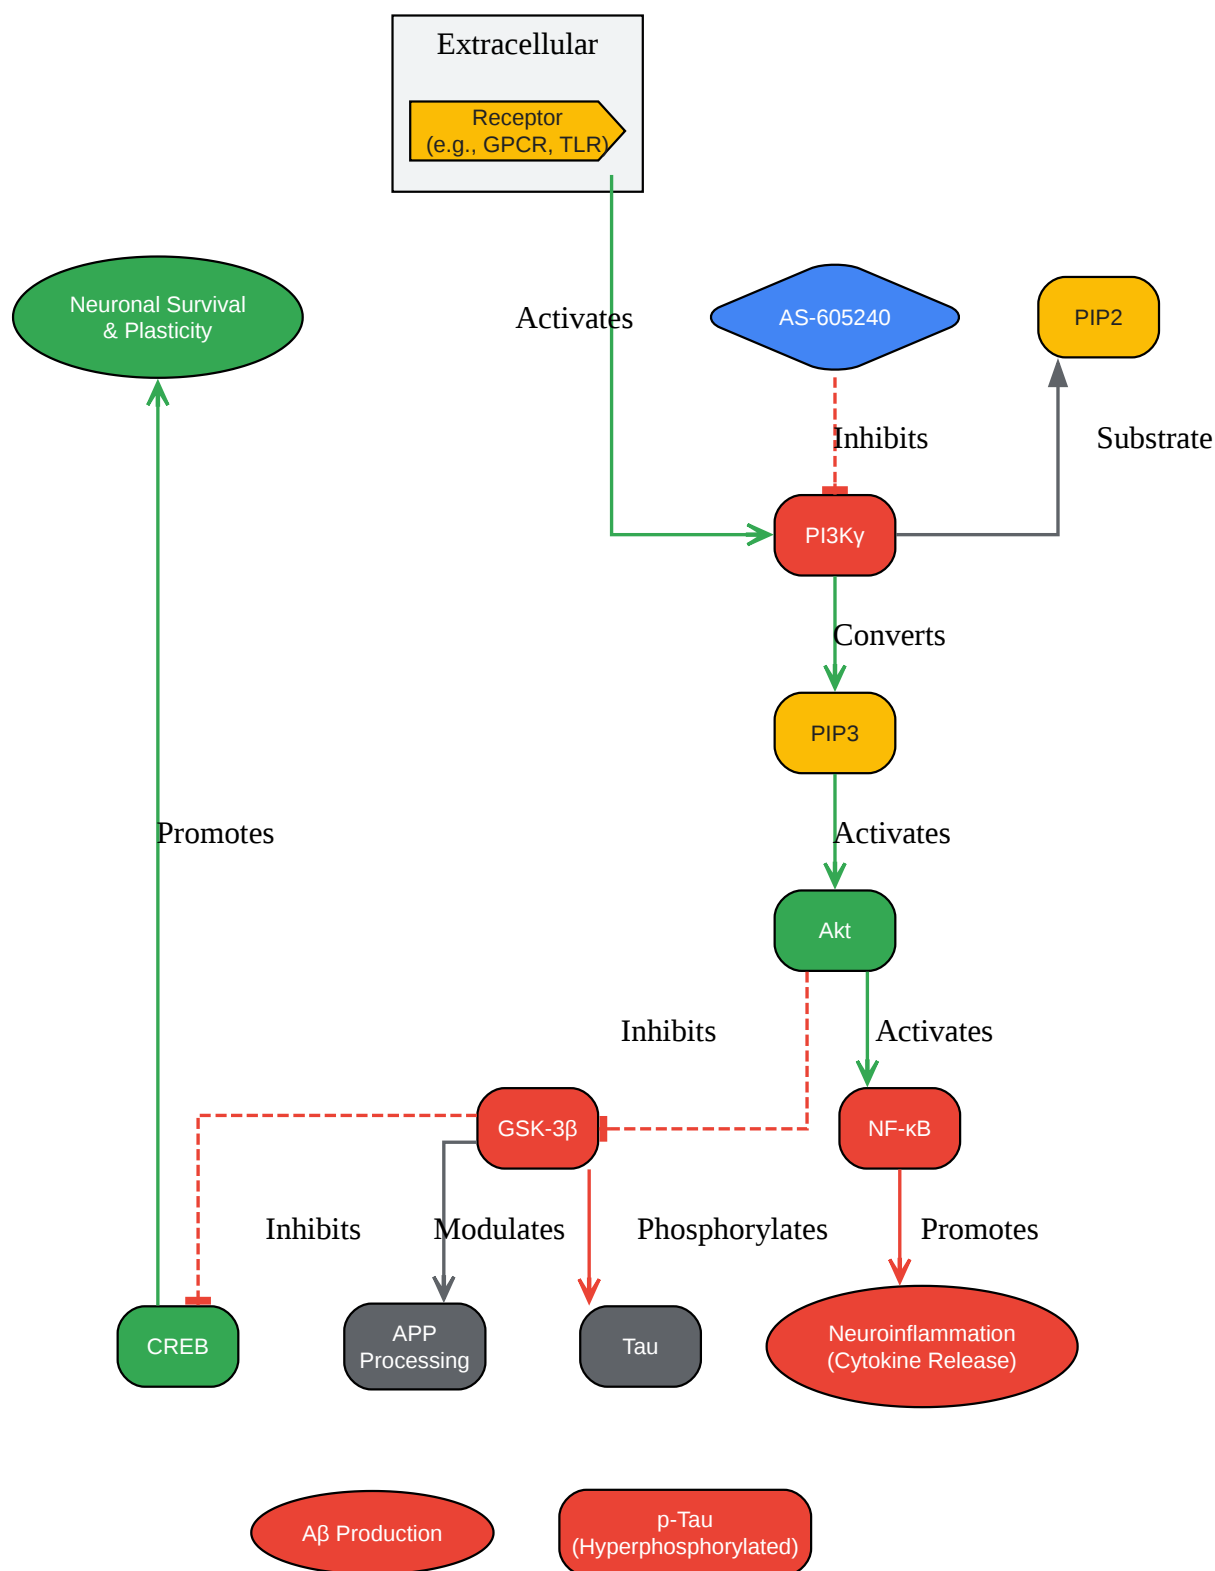 Extracellular
Receptor
(e.g., GPCR, TLR)
Neuronal Survival
& Plasticity
Activates
AS-605240
PIP2
Inhibits
Substrate
PI3Kγ
Converts
PIP3
Promotes
Activates
Akt
Inhibits
Activates
GSK-3β
NF-κB
Inhibits
Modulates
Phosphorylates
Promotes
CREB
APP
Processing
Tau
Neuroinflammation
(Cytokine Release)
Aβ Production
p-Tau
(Hyperphosphorylated)